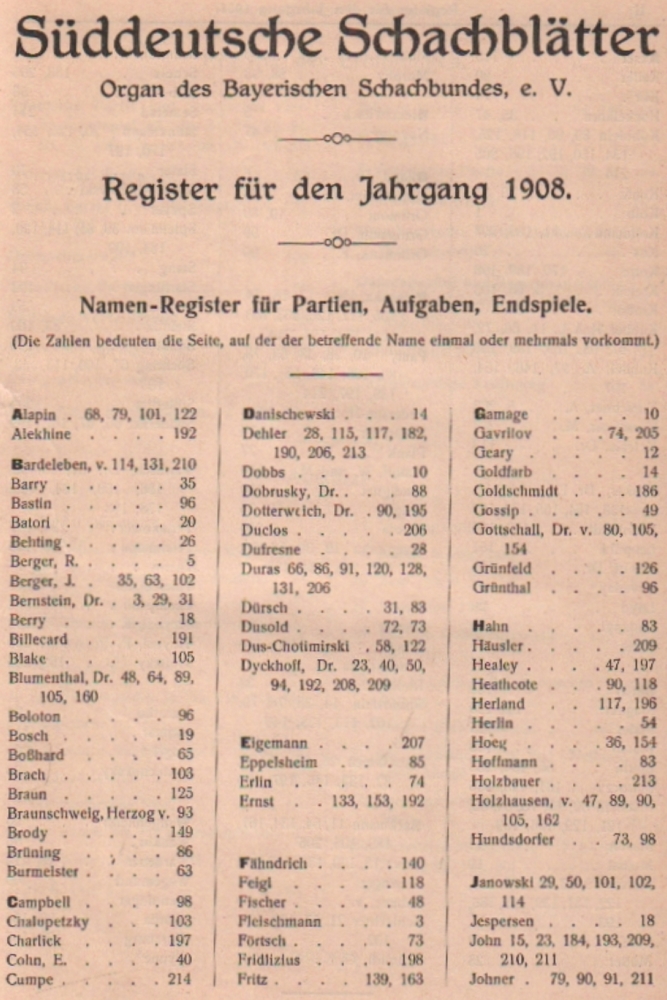 Süddeutsche Schachblätter
Organ des Bayerischen Schachbundes, e. V.
Register für den Jahrgang 1908.
Namen-Register für Partien, Aufgaben, Endspiele.
(Die Zahlen bedeuten die Seite, auf der der betreffende Name einmal oder mehrmals vorkommt.)
Alapin . 68, 79, 101, 122
Alekhine . . . . 192
Bardeleben, v. 114, 131, 210
Barry . . . . . 35
Bastin . . . . . 96
Batori . . . . . 20
Behting . . . . . 26
Berger, R. . . . . 5
Berger, J. . 35, 63, 102
Bernstein, Dr. . 3, 29, 31
Berry . . . . . 18
Billecard . . . . 191
Blake . . . . . 105
Blumenthal, Dr. 48, 64, 89,
105, 160
Boloton . . . . 96
Bosch . . . . . 19
Boßhard . . . . 65
Brach . . . . . 103
Braun . . . . . 125
Braunschweig, Herzog v. 93
Brody . . . . . 149
Brüning . . . . 86
Burmeister . . . . 63
Campbell . . . . 98
Chalupetzky . . . 103
Charlick . . . . 197
Cohn, E. . . . . 40
Cumpe . . . . . 214
Danischewski . . . 14
Dehler 28, 115, 117, 182,
190, 206, 213
Dobbs . . . . . 10
Dobrusky, Dr. . . . 88
Dotterweich, Dr. . 90, 195
Duclos . . . . . 206
Dufresne . . . . 28
Duras 66, 86, 91, 120, 128,
131, 206
Dürsch . . . . 31, 83
Dusold . . . . 72, 73
Dus-Chotimirski . 58, 122
Dyckhoff, Dr. 23, 40, 50,
94, 192, 208, 209
Eigemann . . . . 207
Eppelsheim . . . . 85
Erlin . . . . . 74
Ernst . . 133, 153, 192
Fähndrich . . . . 140
Feigl . . . . . 118
Fischer . . . . . 48
Fleischmann . . . 3
Förtsch . . . . . 73
Fridlizius . . . . 198
Fritz . . . . 139, 163
Gamage . . . . 10
Gavrilov . . . 74, 205
Geary . . . . . 12
Goldfarb . . . . 14
Goldschmidt . . . 186
Gossip . . . . . 49
Gottschall, Dr. v. 80, 105,
154
Grünfeld . . . . 126
Grünthal . . . . 96
Hahn . . . . . 83
Häusler . . . . . 209
Healey . . . . 47, 197
Heathcote . . . 90, 118
Herland . . . 117, 196
Herlin . . . . . 54
Hoeg . . . . 36, 154
Hoffmann . . . . 83
Holzbauer . . . . 213
Holzhausen, v. 47, 89, 90,
105, 162
Hundsdorfer . . 73, 98
Janowski 29, 50, 101, 102,
114
Jespersen . . . . 18
John 15, 23, 184, 193, 209,
210, 211
Johner . 79, 90, 91, 211